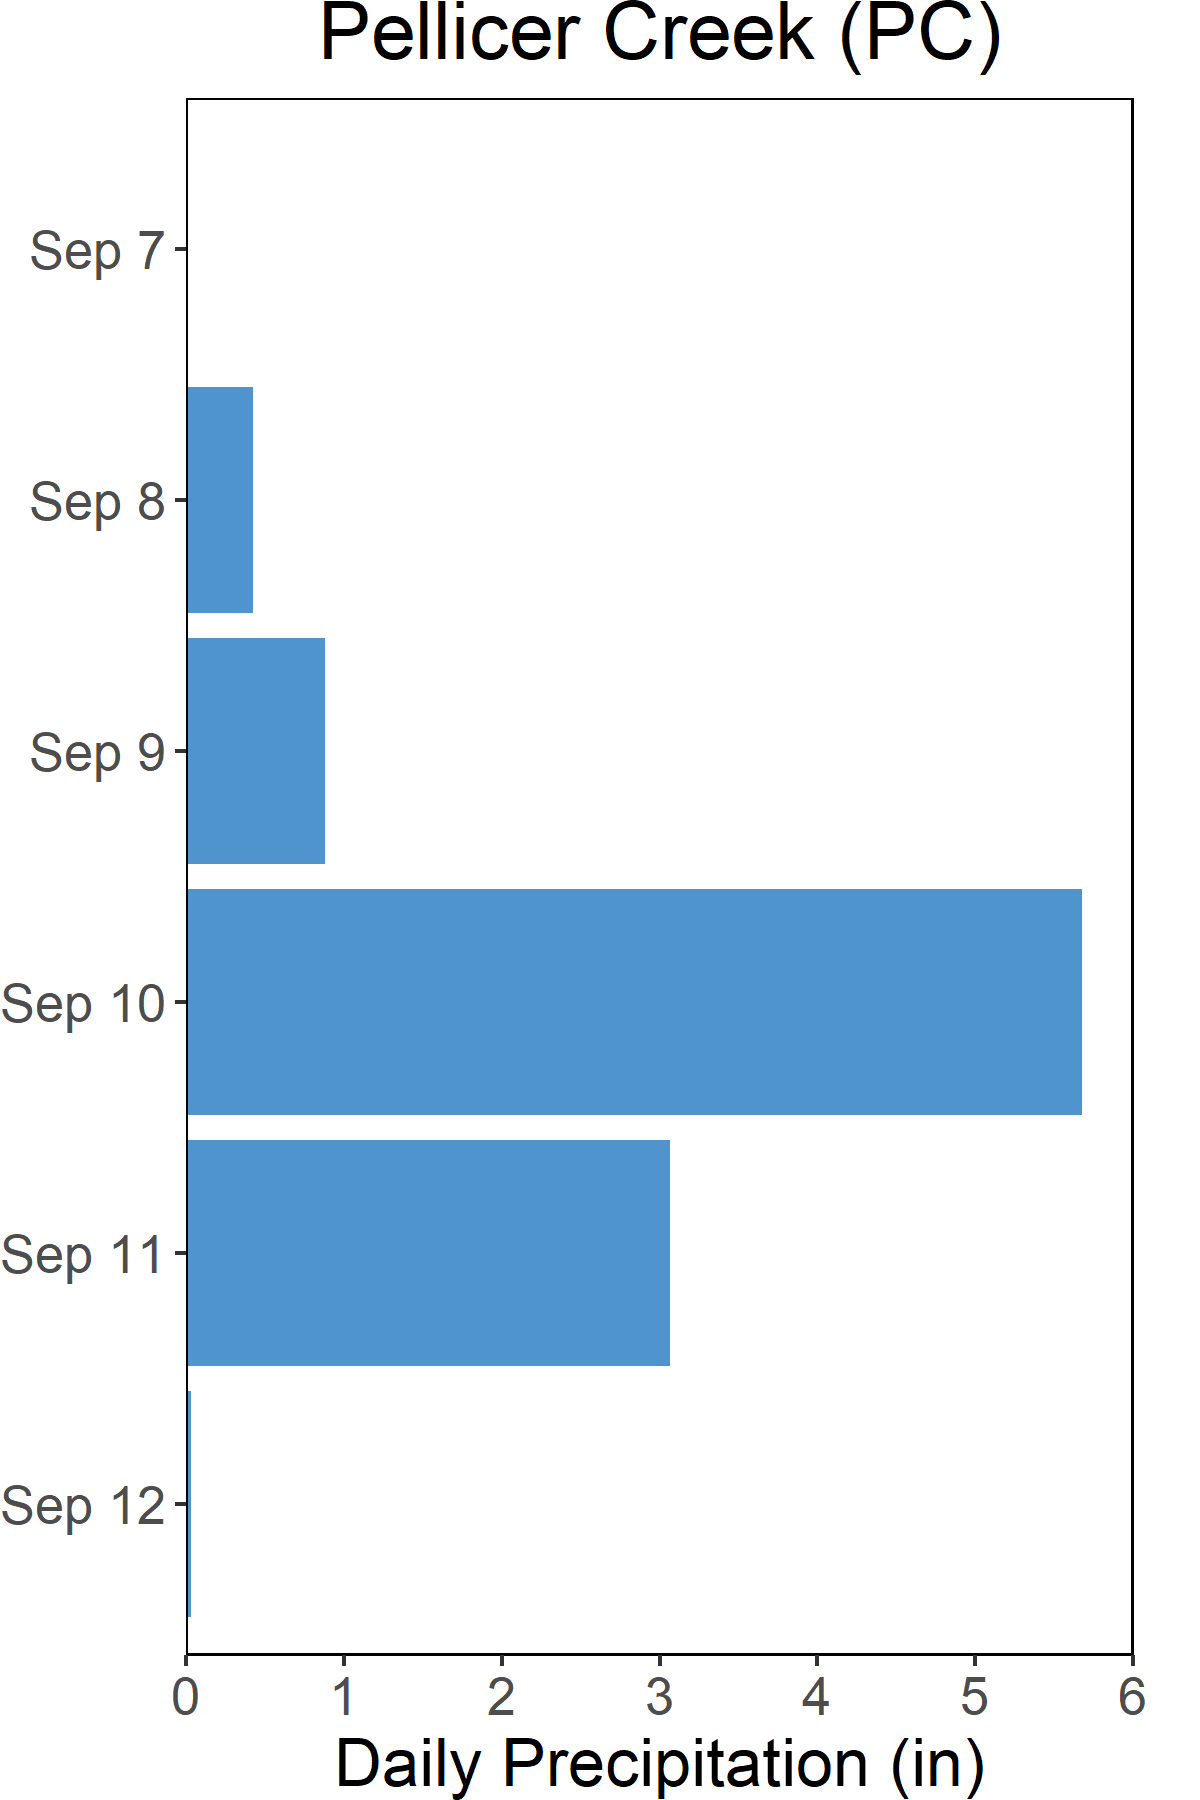 Pellicer Creek (PC)
Sep 7
Sep 8
Sep 9
Sep 10
Sep 11
Sep 12
0 1 2 3 4 5 6
Daily Precipitation (in)